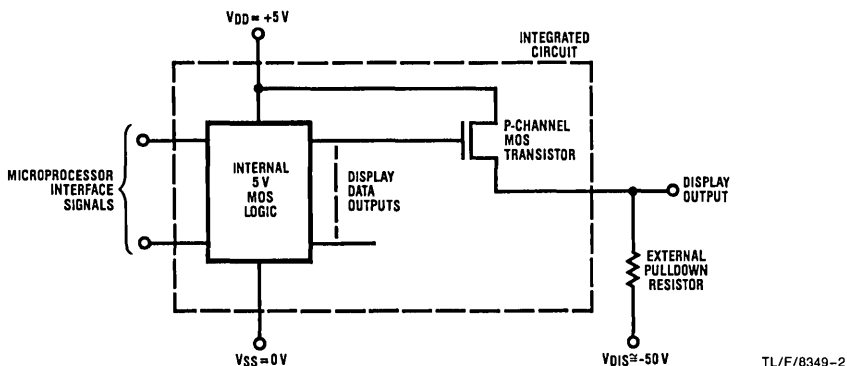 VDD = +5V
INTEGRATED
CIRCUIT
P-CHANNEL
MOS
TRANSISTOR
MICROPROCESSOR
INTERFACE
SIGNALS
INTERNAL
5 V
MOS
LOGIC
DISPLAY
DATA
OUTPUTS
DISPLAY
OUTPUT
EXTERNAL
PULLDOWN
RESISTOR
VSS = 0 V
VDIS ≅ -50 V
TL/F/8349-2